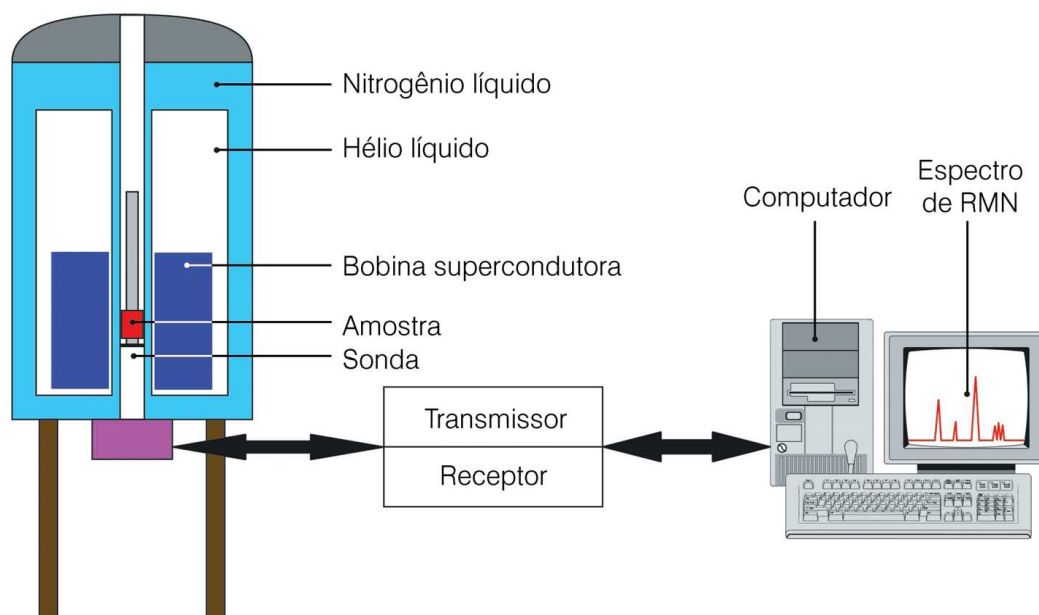 Nitrogênio líquido
Hélio líquido
Bobina supercondutora
Amostra
Sonda
Transmissor
Receptor
Computador
Espectro
de RMN